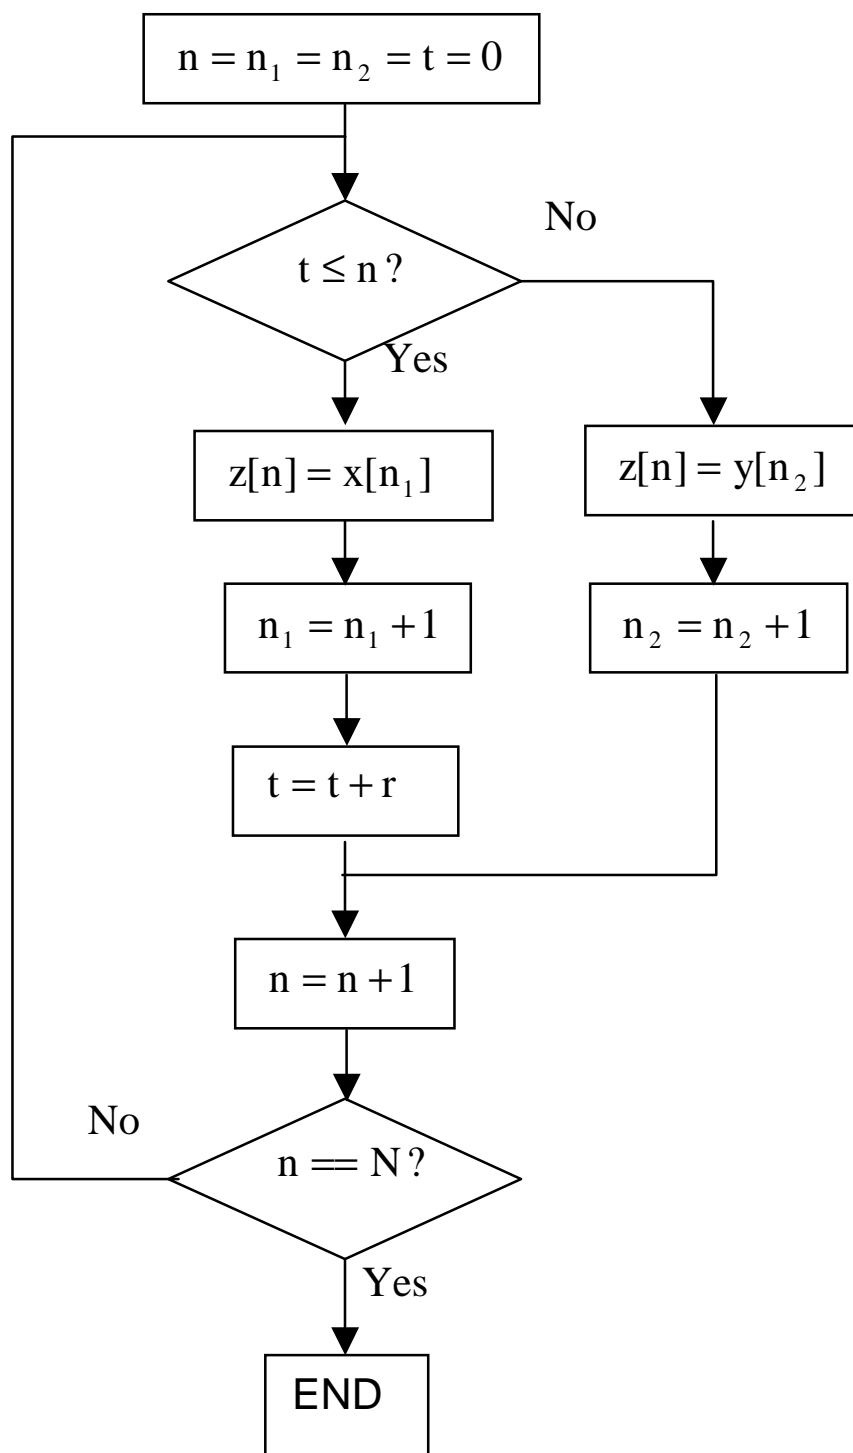 n = n₁ = n₂ = t = 0
No
t ≤ n ?
Yes
z[n] = x[n₁]
z[n] = y[n₂]
n₁ = n₁ + 1
n₂ = n₂ + 1
t = t + r
n = n + 1
No
n == N ?
Yes
END